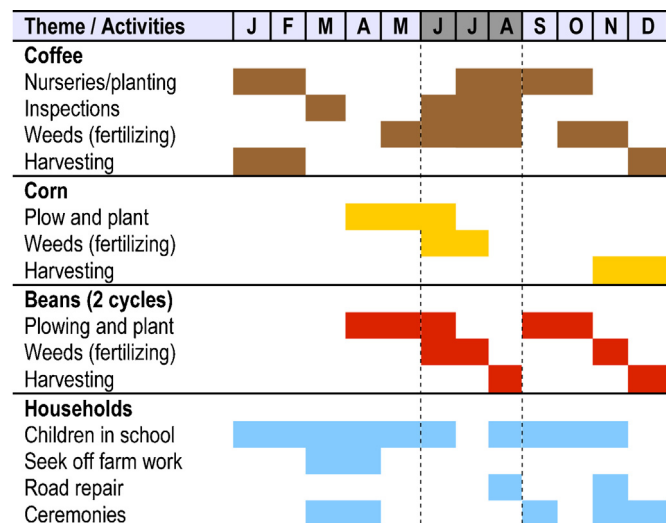 Theme / Activities J F M A M J J A S O N D
Coffee
Nurseries/planting
Inspections
Weeds (fertilizing)
Harvesting
Corn
Plow and plant
Weeds (fertilizing)
Harvesting
Beans (2 cycles)
Plowing and plant
Weeds (fertilizing)
Harvesting
Households
Children in school
Seek off farm work
Road repair
Ceremonies